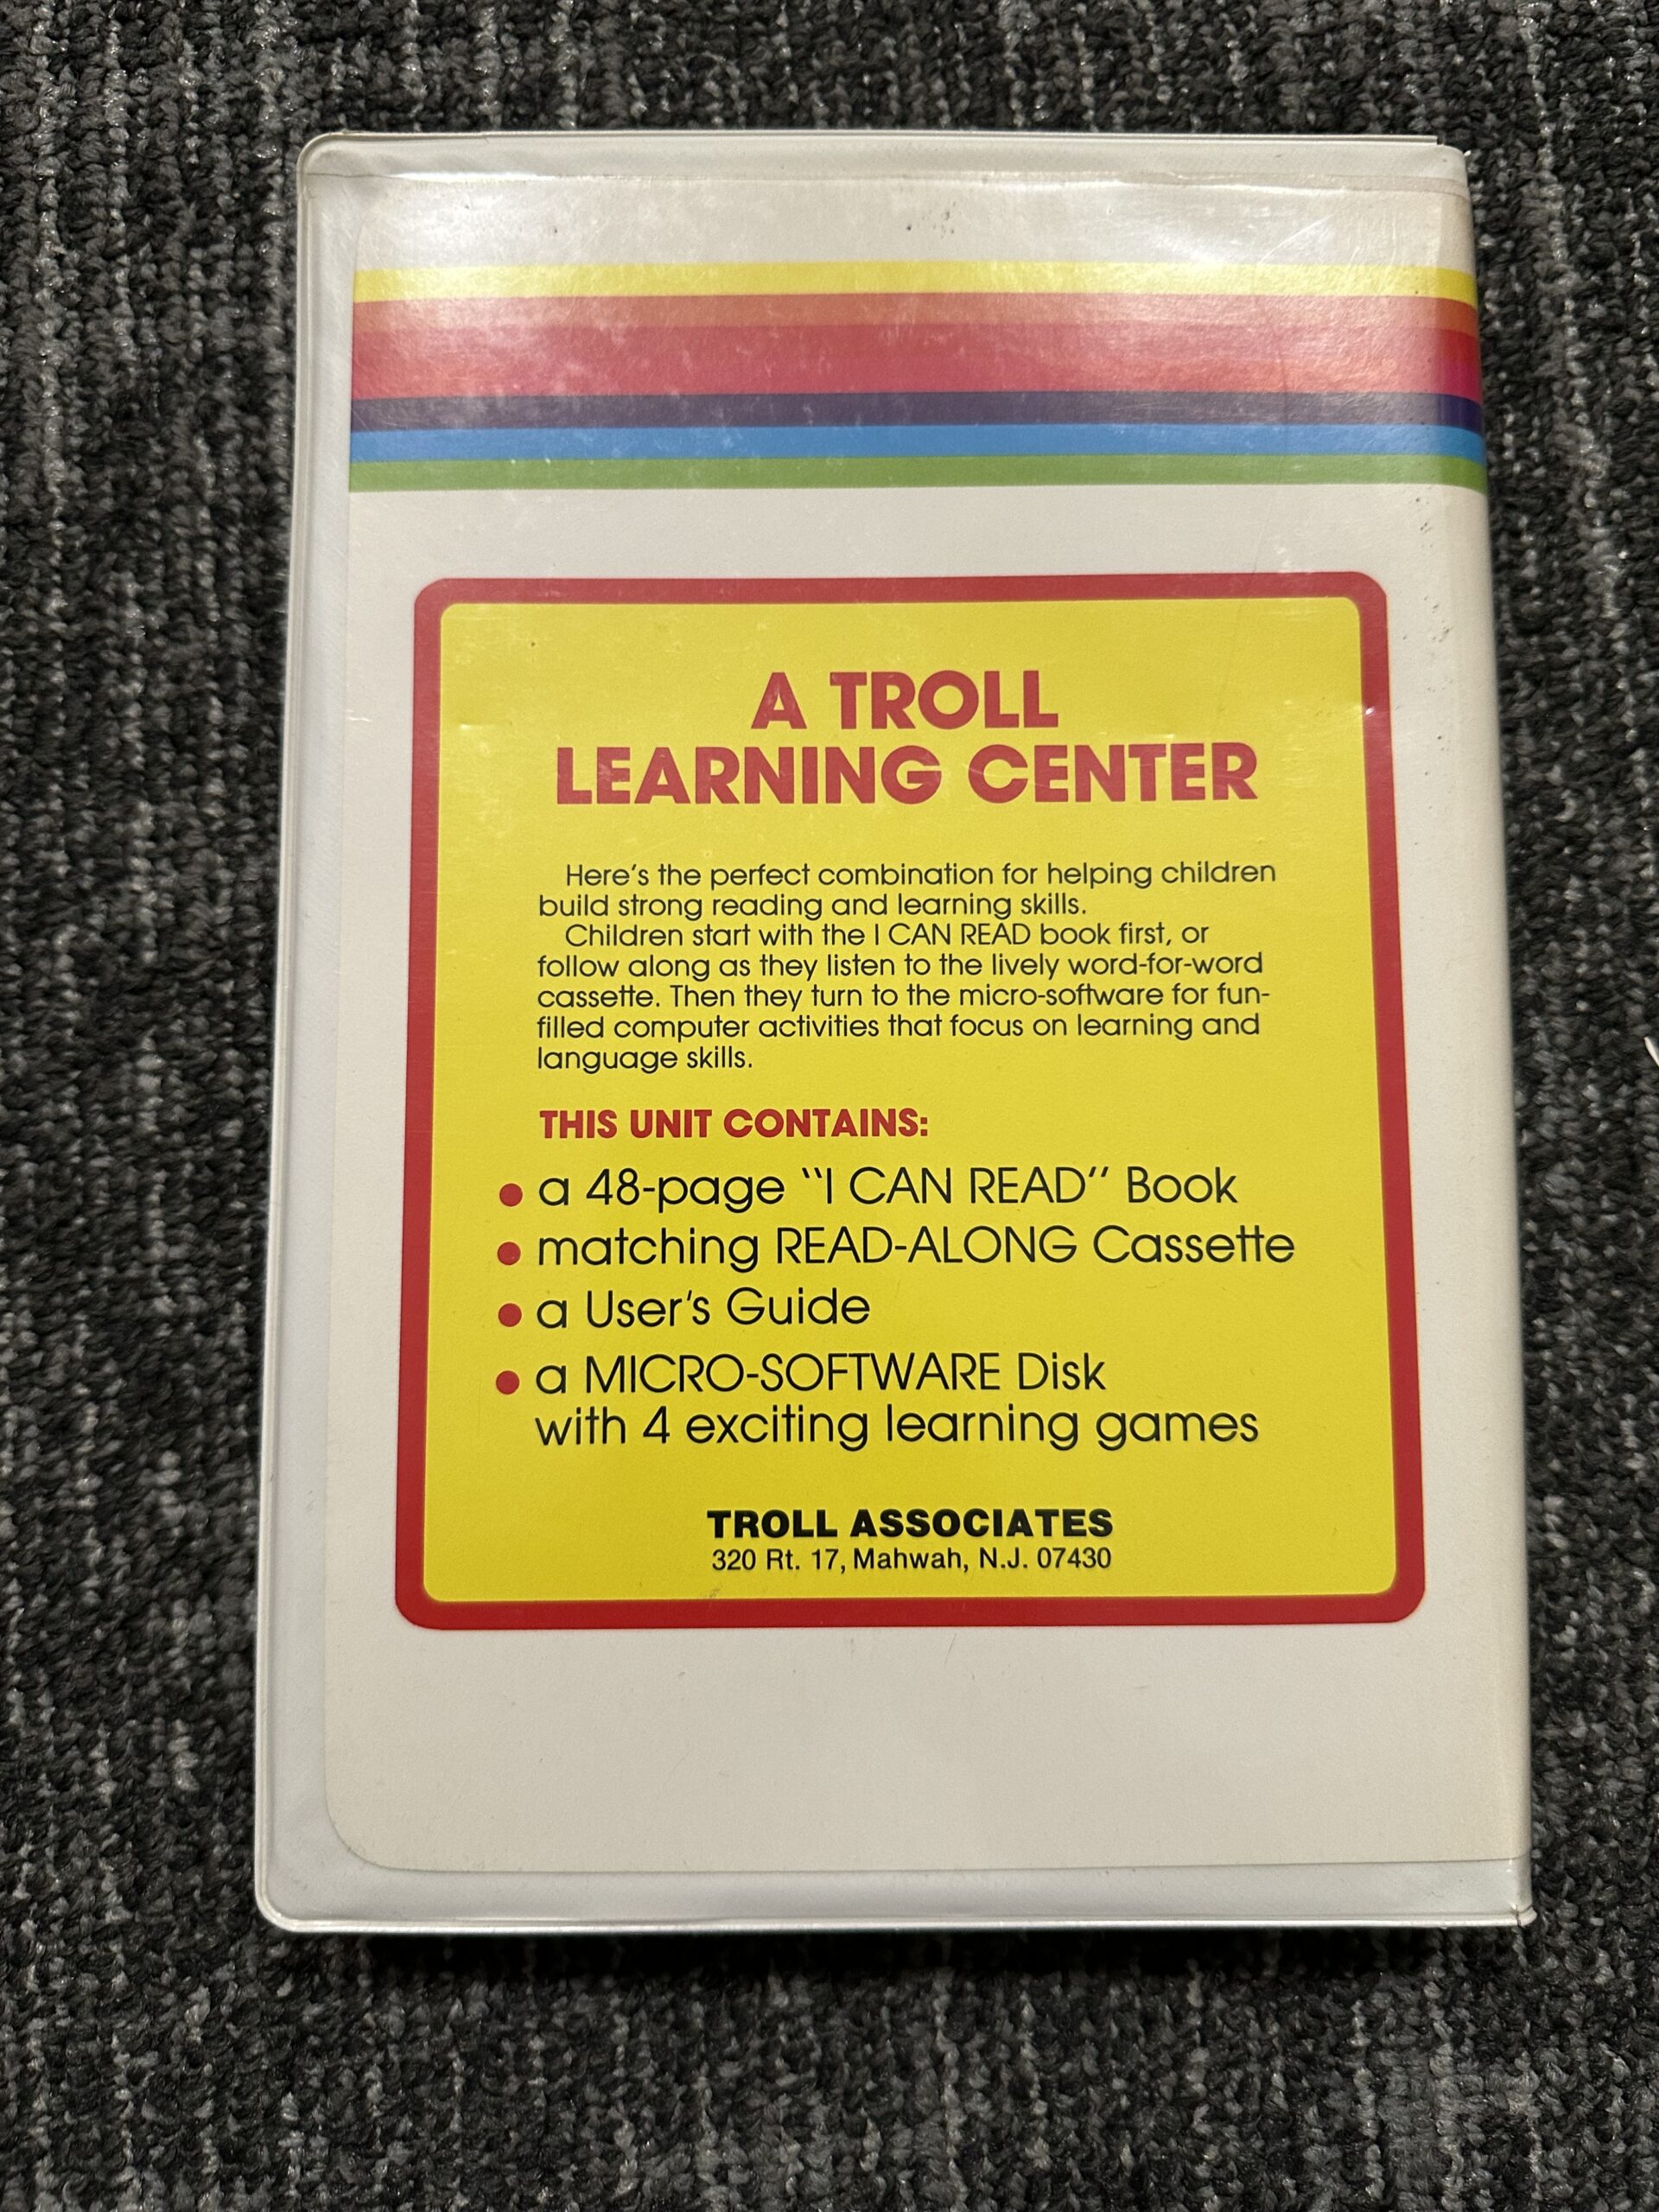 A TROLL
LEARNING CENTER
Here's the perfect combination for helping children
build strong reading and learning skills.
Children start with the I CAN READ book first, or
follow along as they listen to the lively word-for-word
cassette. Then they turn to the micro-software for fun-
filled computer activities that focus on learning and
language skills.
THIS UNIT CONTAINS:
• a 48-page "I CAN READ" Book
• matching READ-ALONG Cassette
• a User's Guide
• a MICRO-SOFTWARE Disk
with 4 exciting learning games
TROLL ASSOCIATES
320 Rt. 17, Mahwah, N.J. 07430